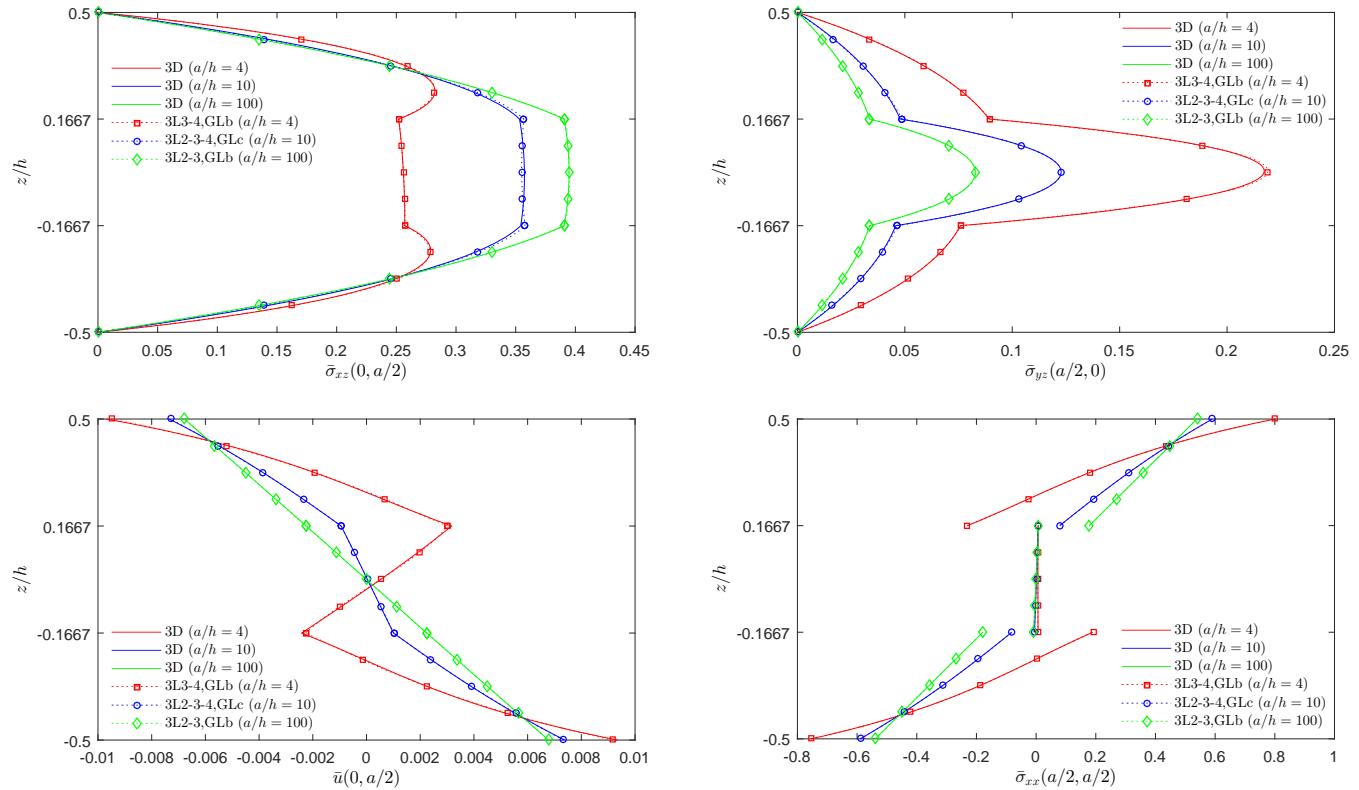 0.5
0.1667
-0.1667
-0.5
z/h
0 0.05 0.1 0.15 0.2 0.25 0.3 0.35 0.4 0.45
σ̄xz(0, a/2)
3D (a/h = 4)
3D (a/h = 10)
3D (a/h = 100)
3L3-4,GLb (a/h = 4)
3L2-3-4,GLc (a/h = 10)
3L2-3,GLb (a/h = 100)
0.5
0.1667
-0.1667
-0.5
z/h
0 0.05 0.1 0.15 0.2 0.25
σ̄yz(a/2, 0)
3D (a/h = 4)
3D (a/h = 10)
3D (a/h = 100)
3L3-4,GLb (a/h = 4)
3L2-3-4,GLc (a/h = 10)
3L2-3,GLb (a/h = 100)
0.5
0.1667
-0.1667
-0.5
z/h
-0.01 -0.008 -0.006 -0.004 -0.002 0 0.002 0.004 0.006 0.008 0.01
ū(0, a/2)
3D (a/h = 4)
3D (a/h = 10)
3D (a/h = 100)
3L3-4,GLb (a/h = 4)
3L2-3-4,GLc (a/h = 10)
3L2-3,GLb (a/h = 100)
0.5
0.1667
-0.1667
-0.5
z/h
-0.8 -0.6 -0.4 -0.2 0 0.2 0.4 0.6 0.8 1
σ̄xx(a/2, a/2)
3D (a/h = 4)
3D (a/h = 10)
3D (a/h = 100)
3L3-4,GLb (a/h = 4)
3L2-3-4,GLc (a/h = 10)
3L2-3,GLb (a/h = 100)